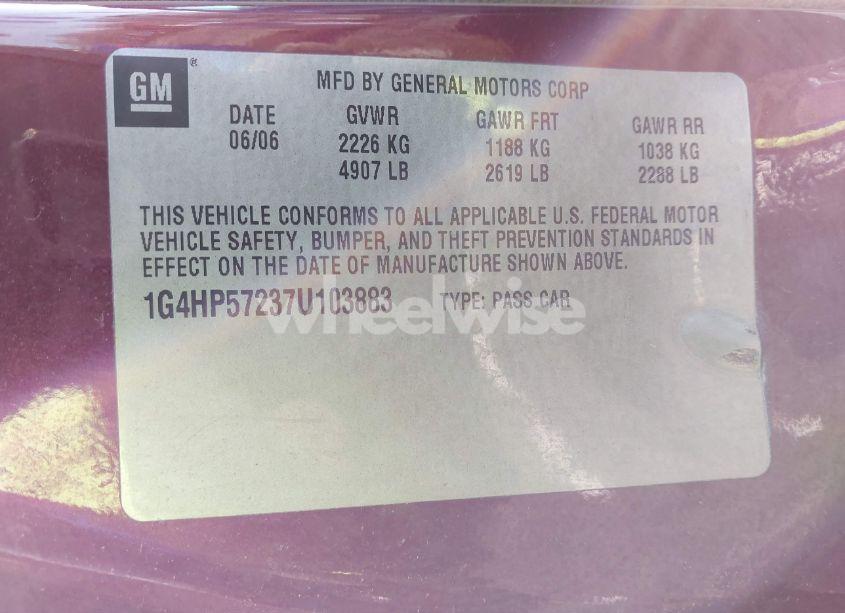 GM ®
MFD BY GENERAL MOTORS CORP
DATE GVWR GAWR FRT GAWR RR
06/06 2226 KG 1188 KG 1038 KG
4907 LB 2619 LB 2288 LB
THIS VEHICLE CONFORMS TO ALL APPLICABLE U.S. FEDERAL MOTOR
VEHICLE SAFETY, BUMPER, AND THEFT PREVENTION STANDARDS IN
EFFECT ON THE DATE OF MANUFACTURE SHOWN ABOVE.
1G4HP57237U103883 TYPE: PASS CAR
wheelwise